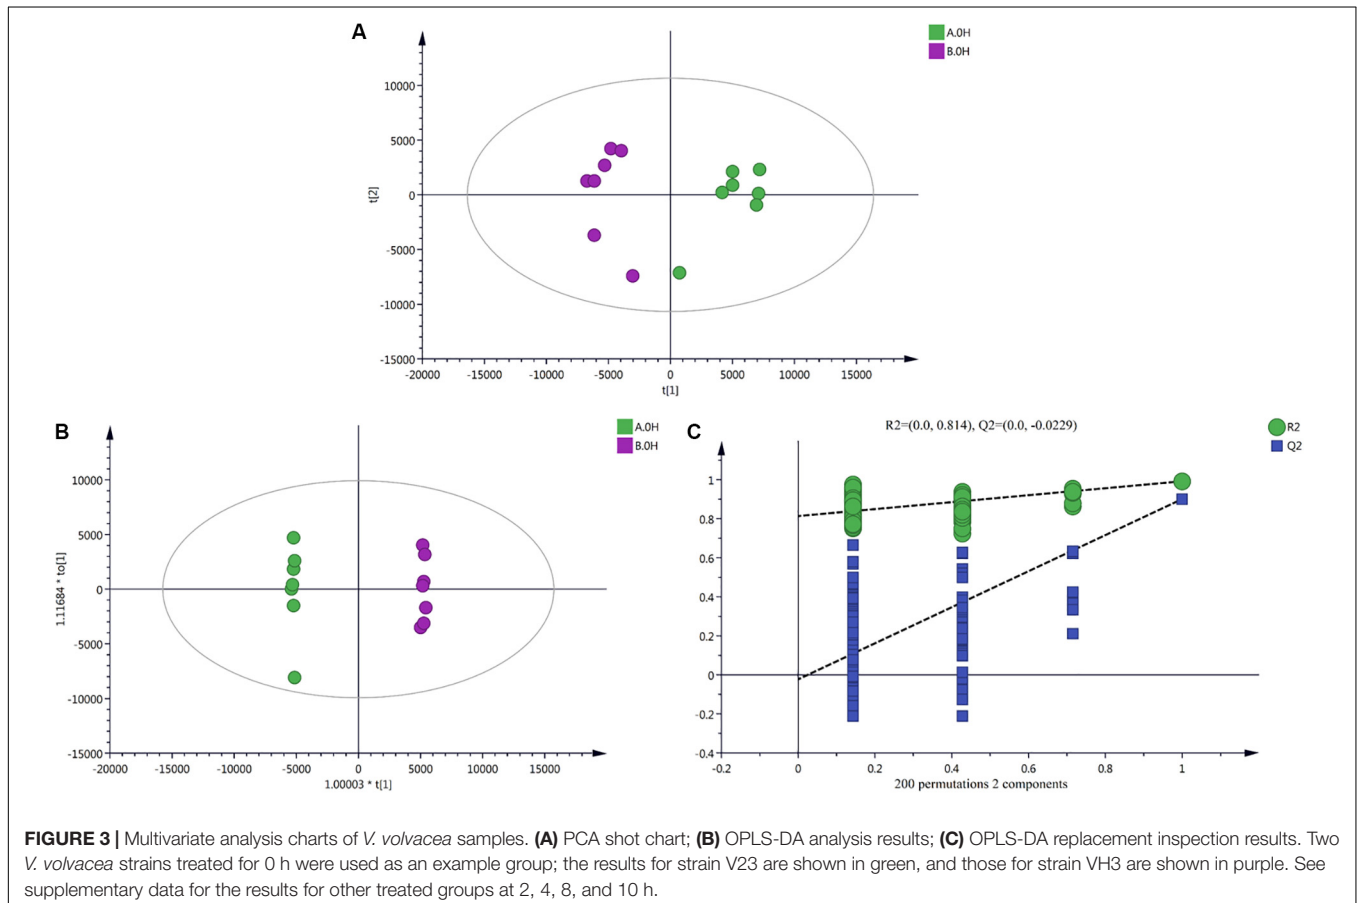 A
A.0H
B.0H
10000
5000
0
-5000
-10000
-15000
t[2]
-20000
-15000
-10000
-5000
0
5000
10000
15000
t[1]
B
A.0H
B.0H
10000
5000
0
-5000
-10000
-15000
1.11684 * to[1]
-20000
-15000
-10000
-5000
0
5000
10000
15000
1.00003 * t[1]
C
R2=(0.0, 0.814), Q2=(0.0, -0.0229)
R2
Q2
1
0.8
0.6
0.4
0.2
0
-0.2
-0.4
-0.2
0
0.2
0.4
0.6
0.8
1
200 permutations 2 components
FIGURE 3 | Multivariate analysis charts of V. volvacea samples. (A) PCA shot chart; (B) OPLS-DA analysis results; (C) OPLS-DA replacement inspection results. Two
V. volvacea strains treated for 0 h were used as an example group; the results for strain V23 are shown in green, and those for strain VH3 are shown in purple. See
supplementary data for the results for other treated groups at 2, 4, 8, and 10 h.